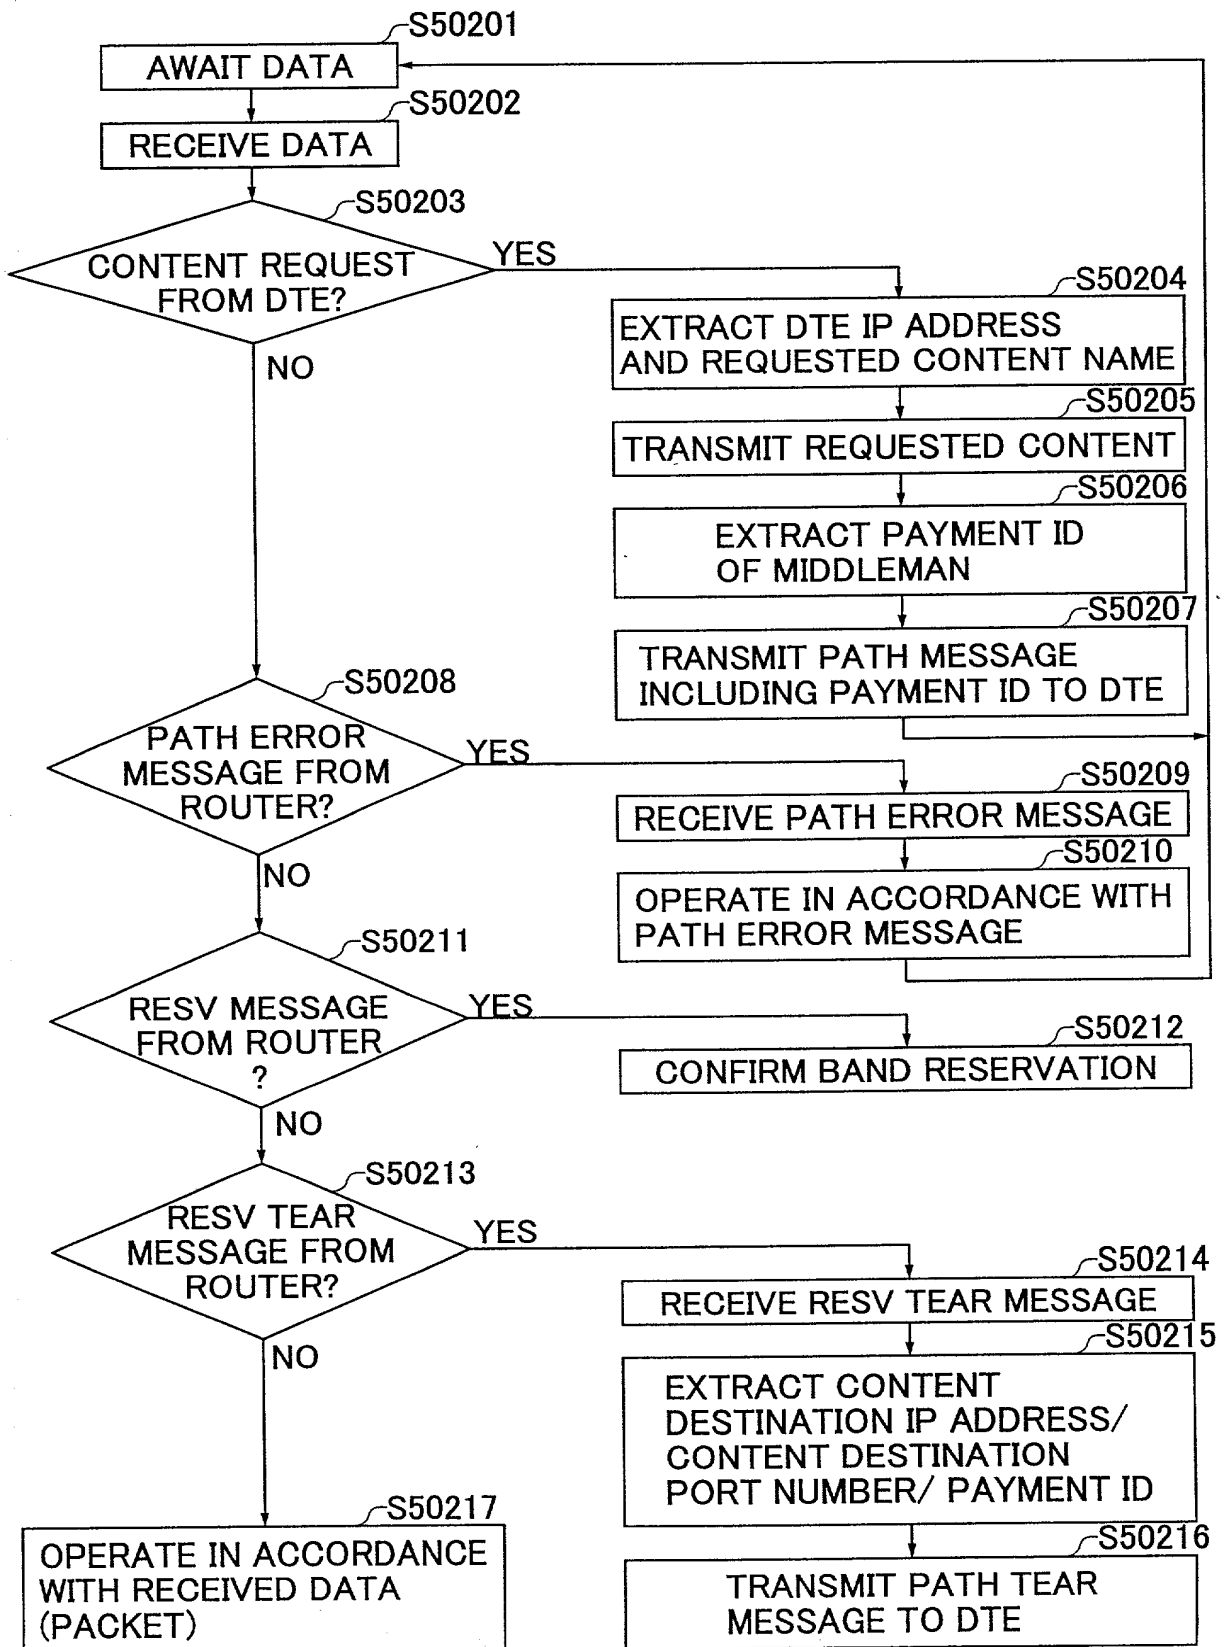 S50201
AWAIT DATA
S50202
RECEIVE DATA
S50203
CONTENT REQUEST
FROM DTE?
YES
NO
S50204
EXTRACT DTE IP ADDRESS
AND REQUESTED CONTENT NAME
S50205
TRANSMIT REQUESTED CONTENT
S50206
EXTRACT PAYMENT ID
OF MIDDLEMAN
S50207
TRANSMIT PATH MESSAGE
INCLUDING PAYMENT ID TO DTE
S50208
PATH ERROR
MESSAGE FROM
ROUTER?
YES
NO
S50209
RECEIVE PATH ERROR MESSAGE
S50210
OPERATE IN ACCORDANCE WITH
PATH ERROR MESSAGE
S50211
RESV MESSAGE
FROM ROUTER
?
YES
NO
S50212
CONFIRM BAND RESERVATION
S50213
RESV TEAR
MESSAGE FROM
ROUTER?
YES
NO
S50214
RECEIVE RESV TEAR MESSAGE
S50215
EXTRACT CONTENT
DESTINATION IP ADDRESS/
CONTENT DESTINATION
PORT NUMBER/ PAYMENT ID
S50216
TRANSMIT PATH TEAR
MESSAGE TO DTE
S50217
OPERATE IN ACCORDANCE
WITH RECEIVED DATA
(PACKET)